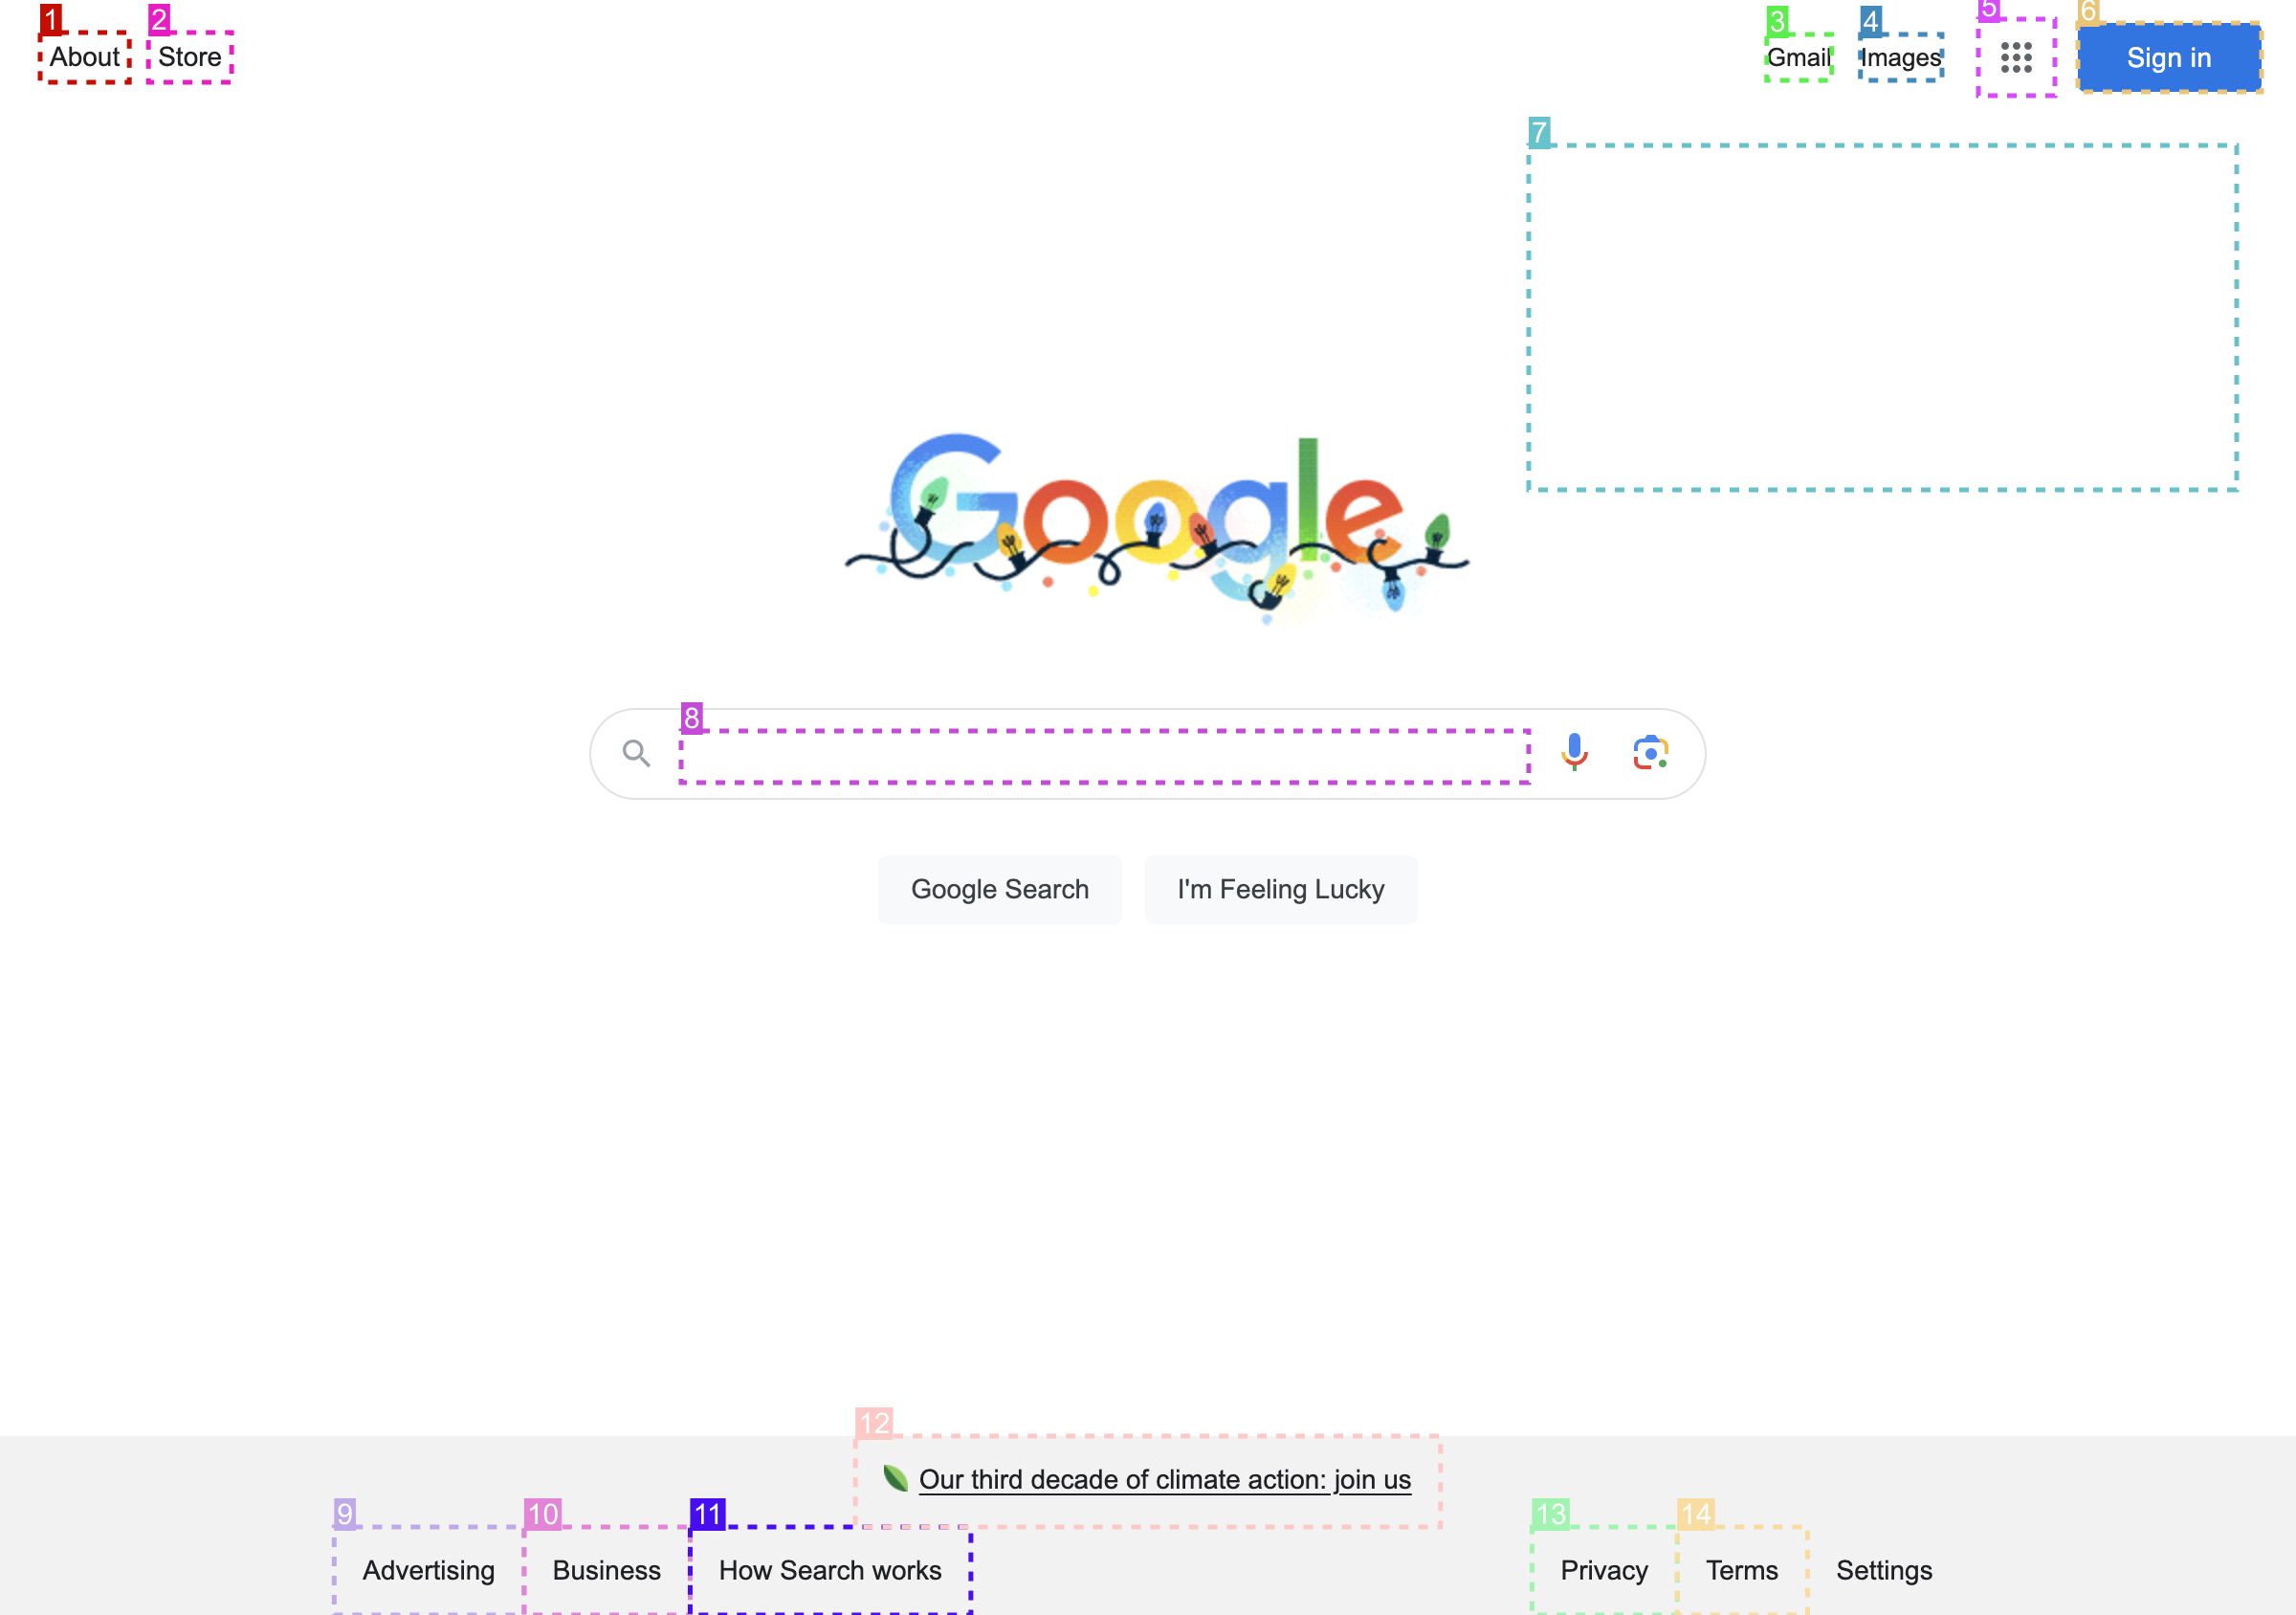 1 2 3 4 5 6
About Store Gmail Images Sign in
7
Google
8
Google Search I'm Feeling Lucky
12
Our third decade of climate action: join us
9 10 11 13 14
Advertising Business How Search works Privacy Terms Settings